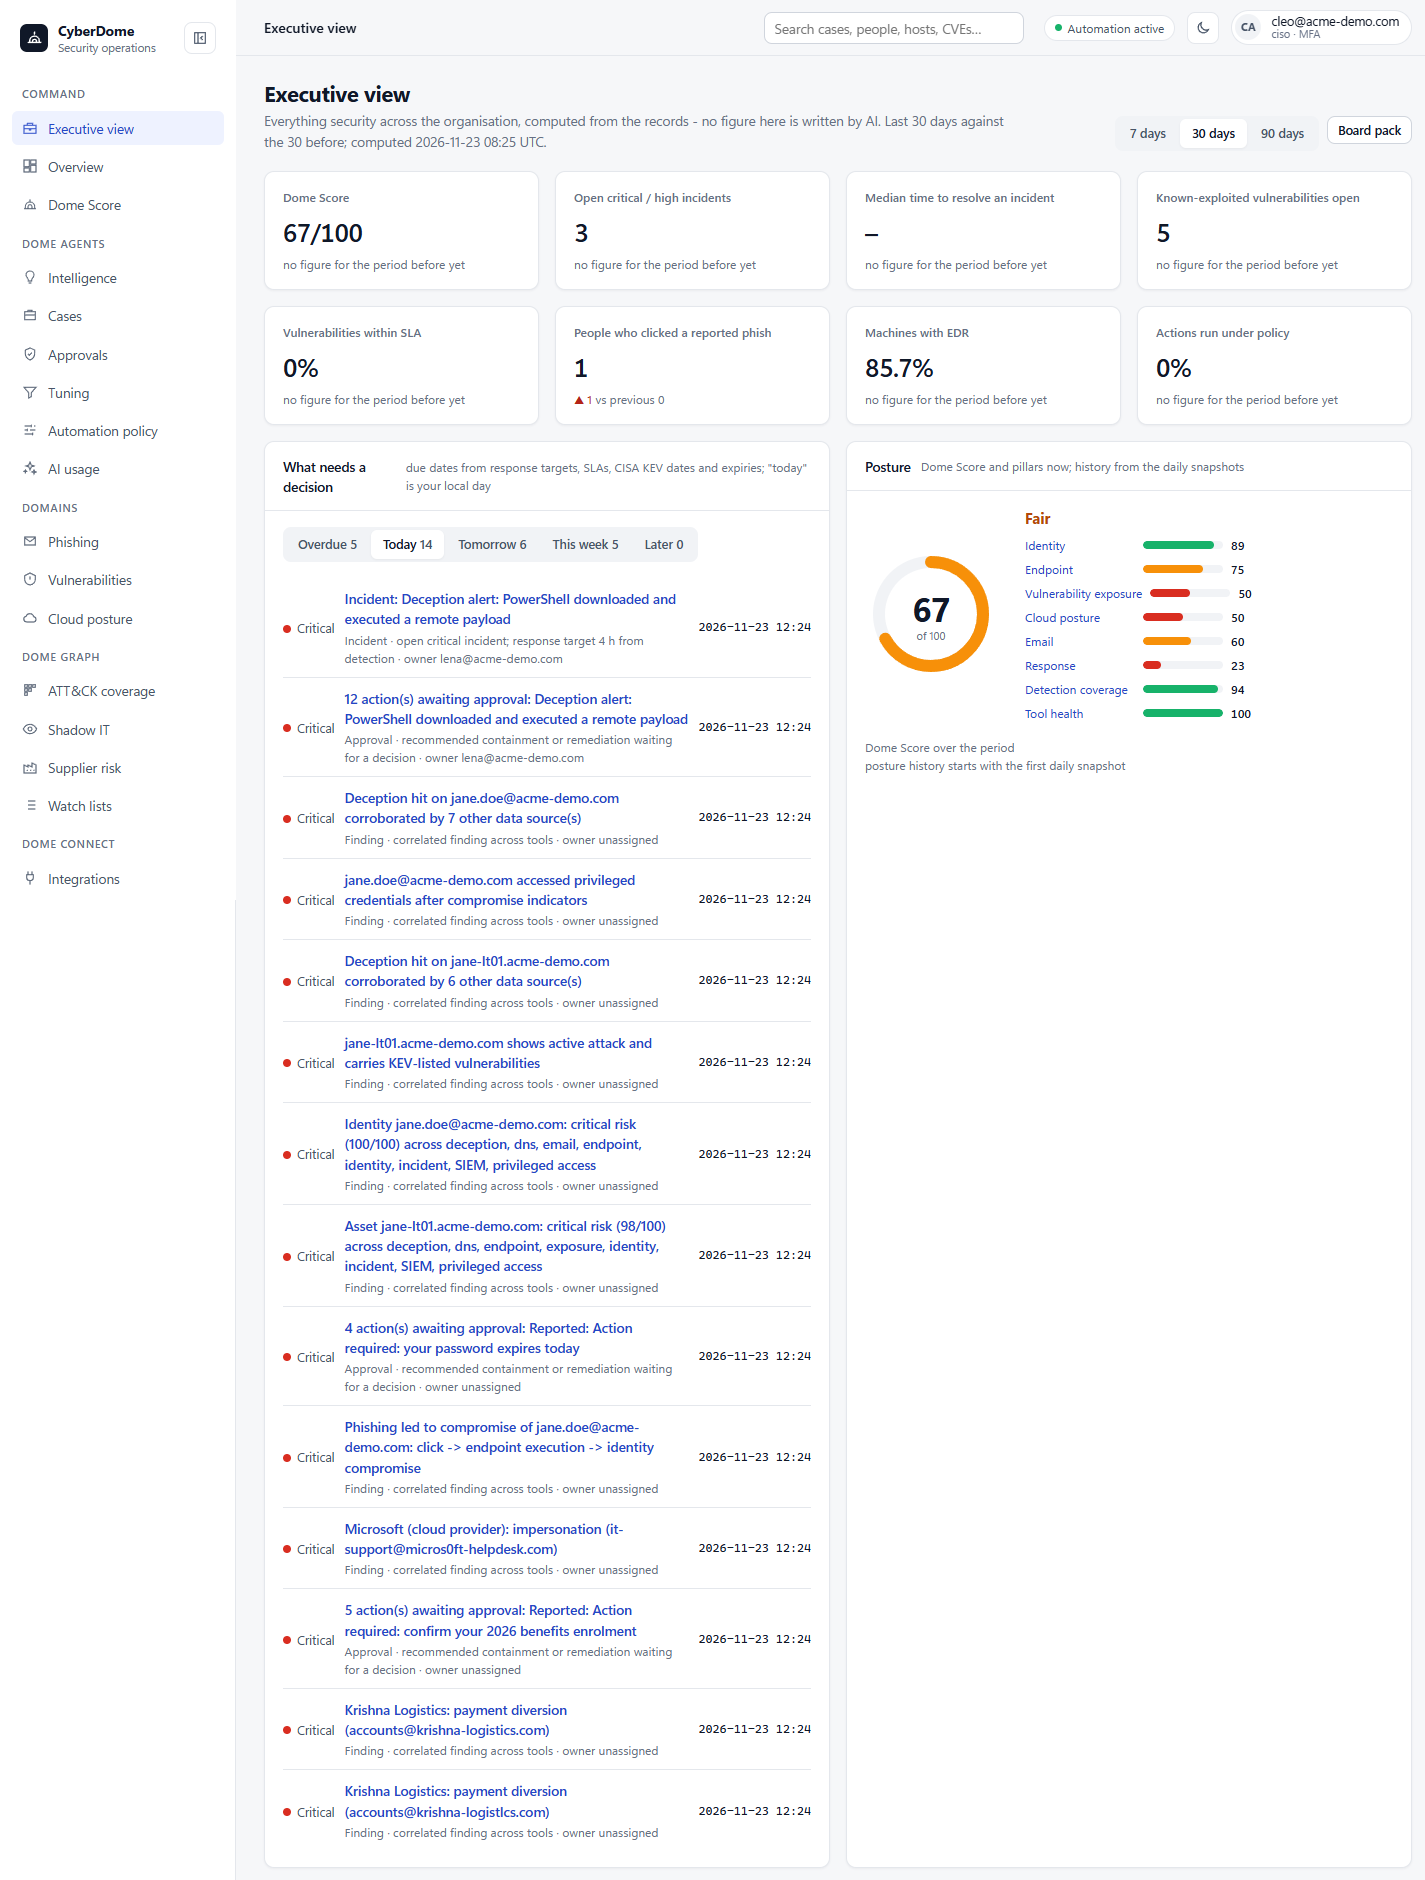 CyberDome
Security operations
COMMAND
Executive view
Overview
Dome Score
DOME AGENTS
Intelligence
Cases
Approvals
Tuning
Automation policy
AI usage
DOMAINS
Phishing
Vulnerabilities
Cloud posture
DOME GRAPH
ATT&CK coverage
Shadow IT
Supplier risk
Watch lists
DOME CONNECT
Integrations
Executive view
Search cases, people, hosts, CVEs...
Automation active
CA
cleo@acme-demo.com
ciso · MFA
Executive view
Everything security across the organisation, computed from the records - no figure here is written by AI. Last 30 days against
the 30 before; computed 2026-11-23 08:25 UTC.
7 days
30 days
90 days
Board pack
Dome Score
67/100
no figure for the period before yet
Open critical / high incidents
3
no figure for the period before yet
Median time to resolve an incident
–
no figure for the period before yet
Known-exploited vulnerabilities open
5
no figure for the period before yet
Vulnerabilities within SLA
0%
no figure for the period before yet
People who clicked a reported phish
1
▲ 1 vs previous 0
Machines with EDR
85.7%
no figure for the period before yet
Actions run under policy
0%
no figure for the period before yet
What needs a
decision
due dates from response targets, SLAs, CISA KEV dates and expiries; "today"
is your local day
Overdue 5
Today 14
Tomorrow 6
This week 5
Later 0
Critical
Incident: Deception alert: PowerShell downloaded and
executed a remote payload
Incident · open critical incident; response target 4 h from
detection · owner lena@acme-demo.com
2026-11-23 12:24
Critical
12 action(s) awaiting approval: Deception alert:
PowerShell downloaded and executed a remote payload
Approval · recommended containment or remediation waiting
for a decision · owner lena@acme-demo.com
2026-11-23 12:24
Critical
Deception hit on jane.doe@acme-demo.com
corroborated by 7 other data source(s)
Finding · correlated finding across tools · owner unassigned
2026-11-23 12:24
Critical
jane.doe@acme-demo.com accessed privileged
credentials after compromise indicators
Finding · correlated finding across tools · owner unassigned
2026-11-23 12:24
Critical
Deception hit on jane-lt01.acme-demo.com
corroborated by 6 other data source(s)
Finding · correlated finding across tools · owner unassigned
2026-11-23 12:24
Critical
jane-lt01.acme-demo.com shows active attack and
carries KEV-listed vulnerabilities
Finding · correlated finding across tools · owner unassigned
2026-11-23 12:24
Critical
Identity jane.doe@acme-demo.com: critical risk
(100/100) across deception, dns, email, endpoint,
identity, incident, SIEM, privileged access
Finding · correlated finding across tools · owner unassigned
2026-11-23 12:24
Critical
Asset jane-lt01.acme-demo.com: critical risk (98/100)
across deception, dns, endpoint, exposure, identity,
incident, SIEM, privileged access
Finding · correlated finding across tools · owner unassigned
2026-11-23 12:24
Critical
4 action(s) awaiting approval: Reported: Action
required: your password expires today
Approval · recommended containment or remediation waiting
for a decision · owner unassigned
2026-11-23 12:24
Critical
Phishing led to compromise of jane.doe@acme-
demo.com: click -> endpoint execution -> identity
compromise
Finding · correlated finding across tools · owner unassigned
2026-11-23 12:24
Critical
Microsoft (cloud provider): impersonation (it-
support@micros0ft-helpdesk.com)
Finding · correlated finding across tools · owner unassigned
2026-11-23 12:24
Critical
5 action(s) awaiting approval: Reported: Action
required: confirm your 2026 benefits enrolment
Approval · recommended containment or remediation waiting
for a decision · owner unassigned
2026-11-23 12:24
Critical
Krishna Logistics: payment diversion
(accounts@krishna-logistics.com)
Finding · correlated finding across tools · owner unassigned
2026-11-23 12:24
Critical
Krishna Logistics: payment diversion
(accounts@krishna-logistlcs.com)
Finding · correlated finding across tools · owner unassigned
2026-11-23 12:24
Posture
Dome Score and pillars now; history from the daily snapshots
67
of 100
Fair
Identity 89
Endpoint 75
Vulnerability exposure 50
Cloud posture 50
Email 60
Response 23
Detection coverage 94
Tool health 100
Dome Score over the period
posture history starts with the first daily snapshot